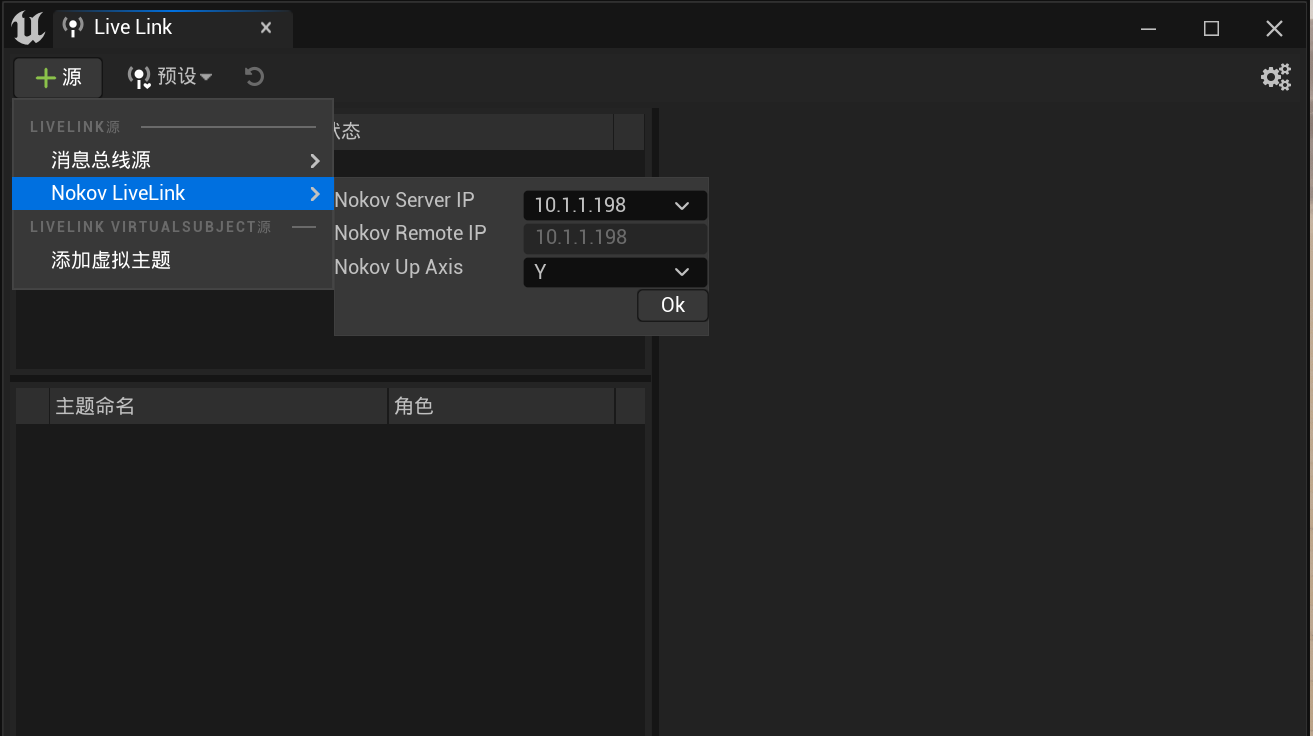 Live Link
源
预设
LIVELINK源
状态
消息总线源
Nokov LiveLink
Nokov Server IP
10.1.1.198
LIVELINK VIRTUALSUBJECT源
Nokov Remote IP
10.1.1.198
添加虚拟主题
Nokov Up Axis
Y
Ok
主题命名
角色